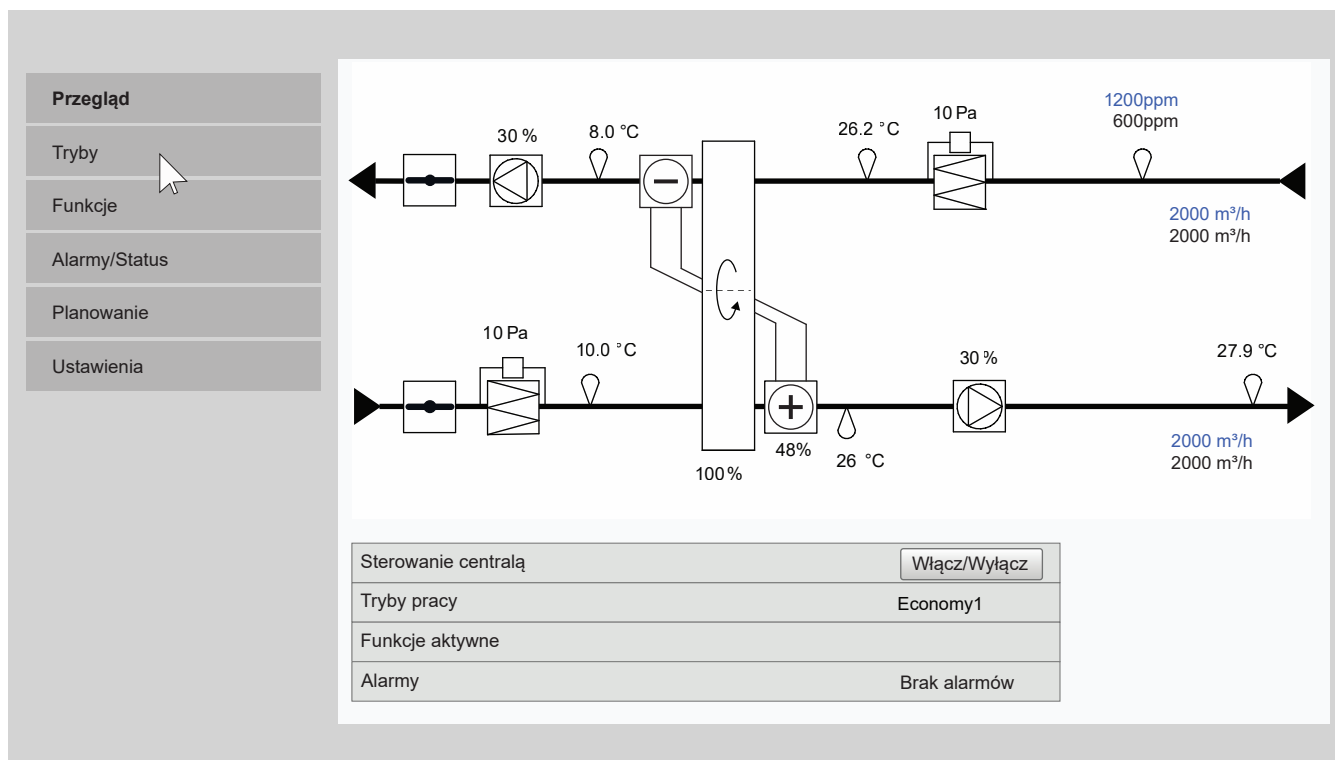 Przegląd
Tryby
Funkcje
Alarmy/Status
Planowanie
Ustawienia
30 %
8.0 °C
26.2 °C
10 Pa
1200ppm
600ppm
2000 m³/h
2000 m³/h
10 Pa
10.0 °C
100 %
48%
26 °C
30 %
27.9 °C
2000 m³/h
2000 m³/h
Sterowanie centralą Włącz/Wyłącz
Tryby pracy Economy1
Funkcje aktywne
Alarmy Brak alarmów